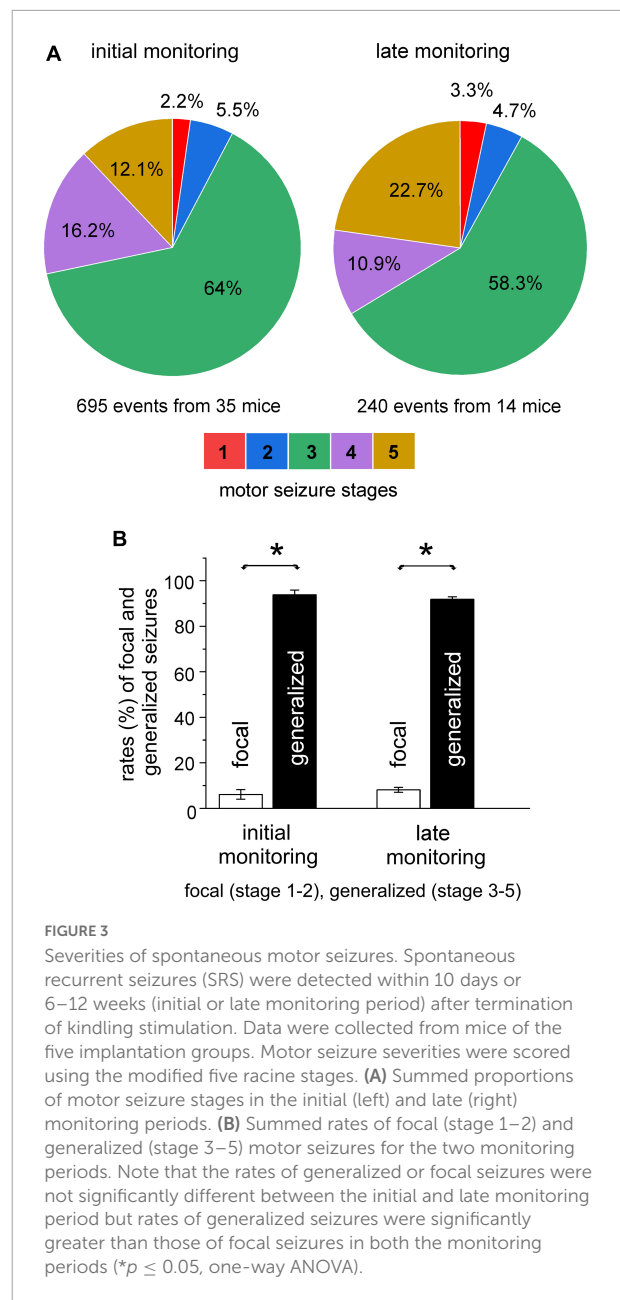 A
initial monitoring
late monitoring
2.2%
5.5%
12.1%
16.2%
64%
3.3%
4.7%
22.7%
10.9%
58.3%
695 events from 35 mice
240 events from 14 mice
1 2 3 4 5
motor seizure stages
B
rates (%) of focal and
generalized seizures
100
80
60
40
20
0
*
*
focal
generalized
focal
generalized
initial
monitoring
late
monitoring
focal (stage 1-2), generalized (stage 3-5)
FIGURE 3
Severities of spontaneous motor seizures. Spontaneous
recurrent seizures (SRS) were detected within 10 days or
6–12 weeks (initial or late monitoring period) after termination
of kindling stimulation. Data were collected from mice of the
five implantation groups. Motor seizure severities were scored
using the modified five racine stages. (A) Summed proportions
of motor seizure stages in the initial (left) and late (right)
monitoring periods. (B) Summed rates of focal (stage 1–2) and
generalized (stage 3–5) motor seizures for the two monitoring
periods. Note that the rates of generalized or focal seizures were
not significantly different between the initial and late monitoring
period but rates of generalized seizures were significantly
greater than those of focal seizures in both the monitoring
periods (*p ≤ 0.05, one-way ANOVA).